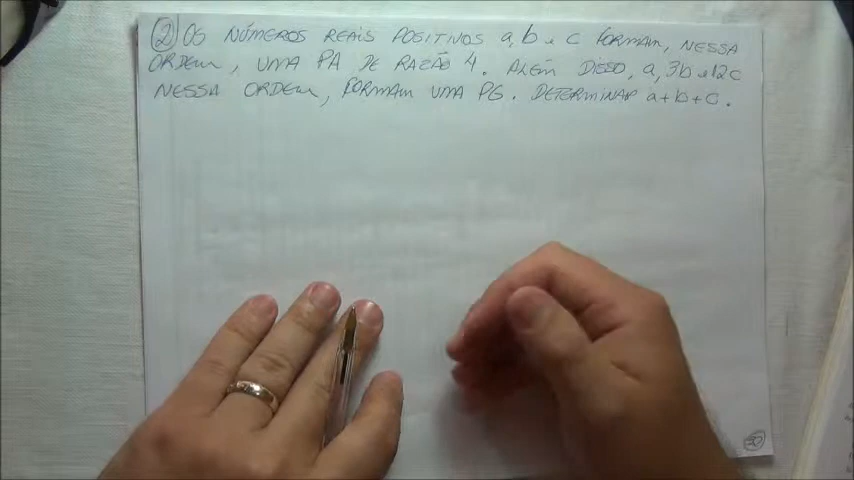 2) OS NÚMEROS REAIS POSITIVOS a, b e c FORMAM, NESSA
ORDEM, UMA PA DE RAZÃO 4. ALÉM DISSO, a, 3b e 12c
NESSA ORDEM, FORMAM UMA PG. DETERMINAR a+b+c.